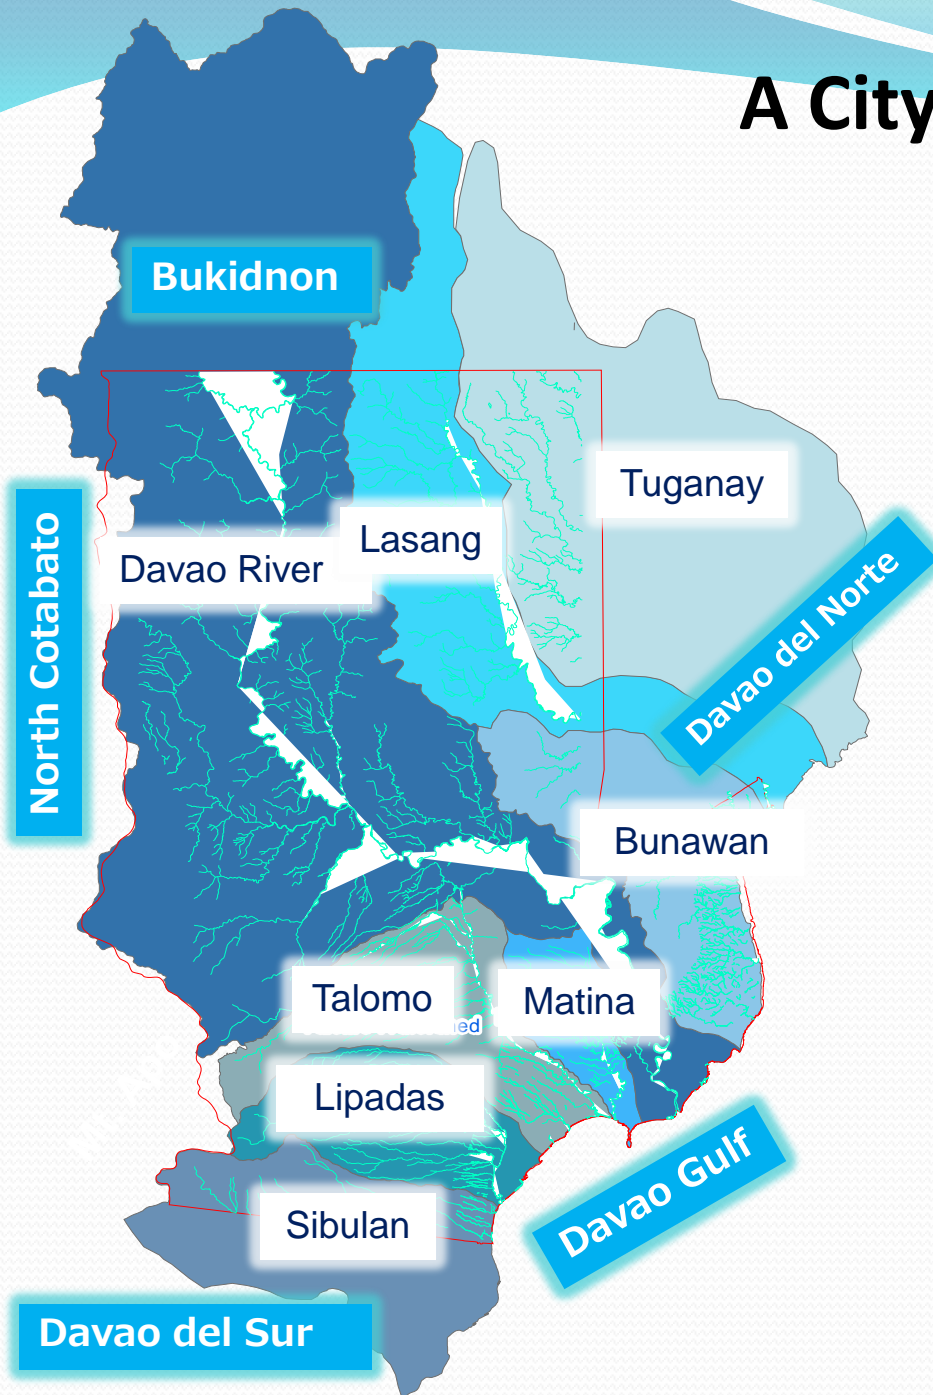 A City
Bukidnon
Tuganay
Lasang
Davao River
North Cotabato
Davao del Norte
Bunawan
Talomo
Matina
ed
Lipadas
Davao Gulf
Sibulan
Davao del Sur